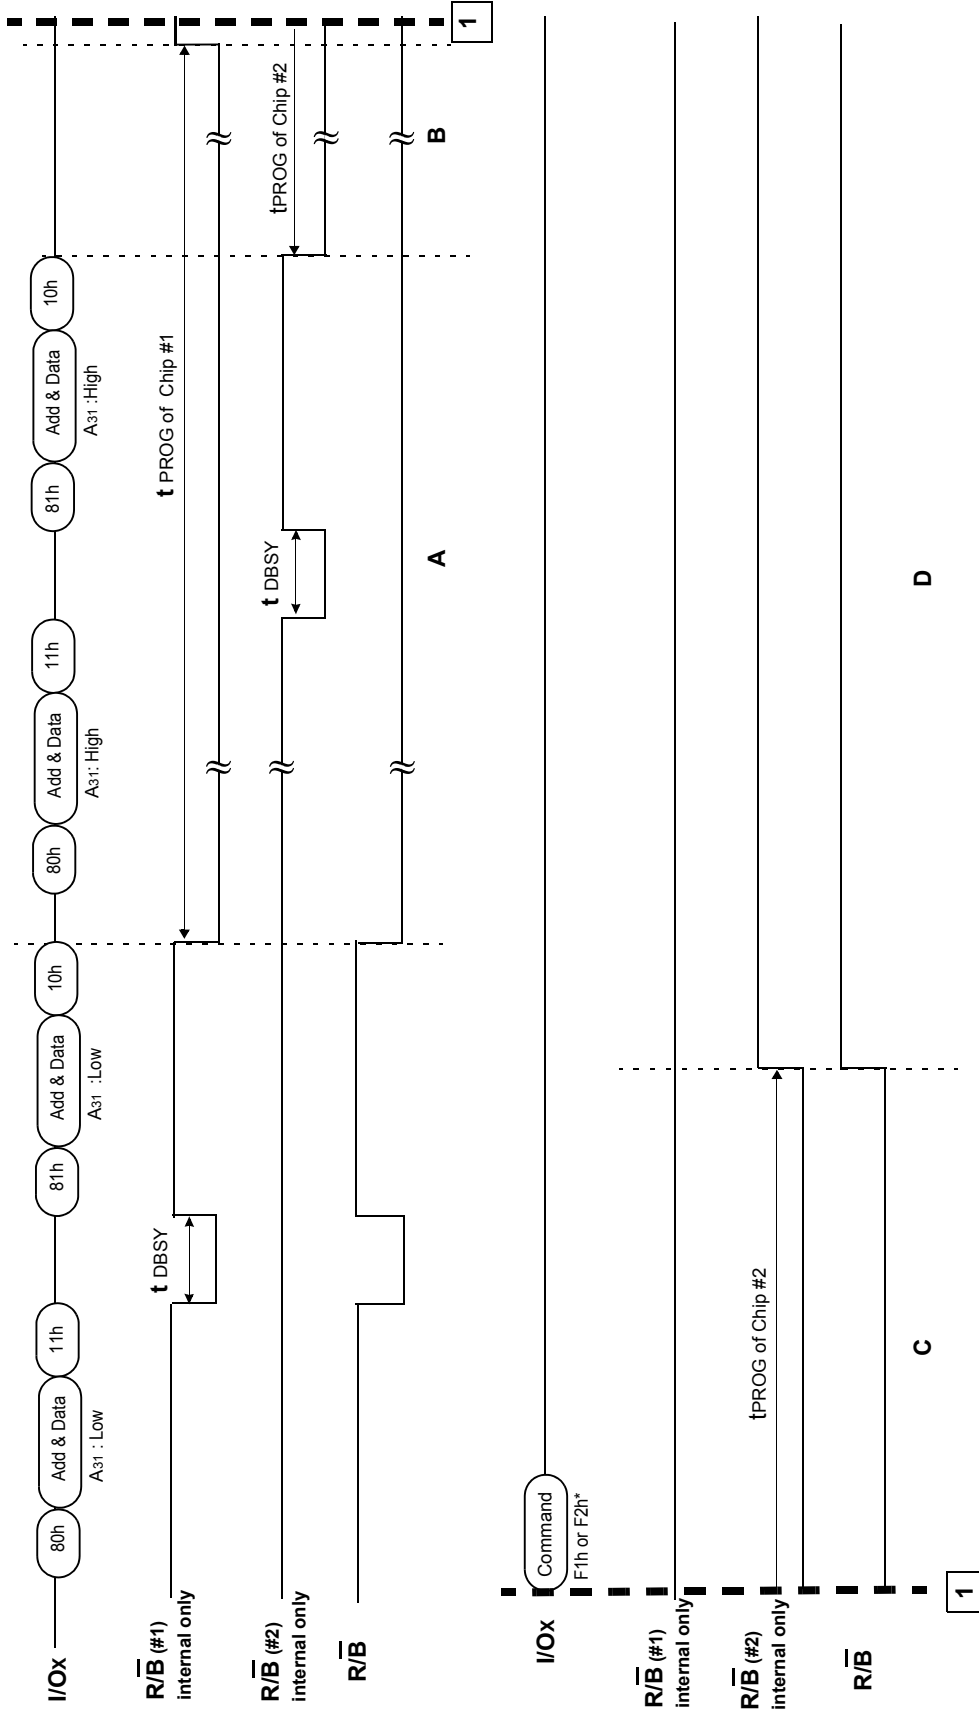 I/Ox
80h
Add & Data
11h
81h
Add & Data
10h
80h
Add & Data
11h
81h
Add & Data
10h
A31 : Low
A31 :Low
A31: High
A31 :High
R/B (#1)
internal only
t DBSY
t PROG of Chip #1
R/B (#2)
internal only
t DBSY
tPROG of Chip #2
R/B
A
B
1
I/Ox
Command
F1h or F2h*
R/B (#1)
internal only
R/B (#2)
internal only
tPROG of Chip #2
R/B
C
D
1